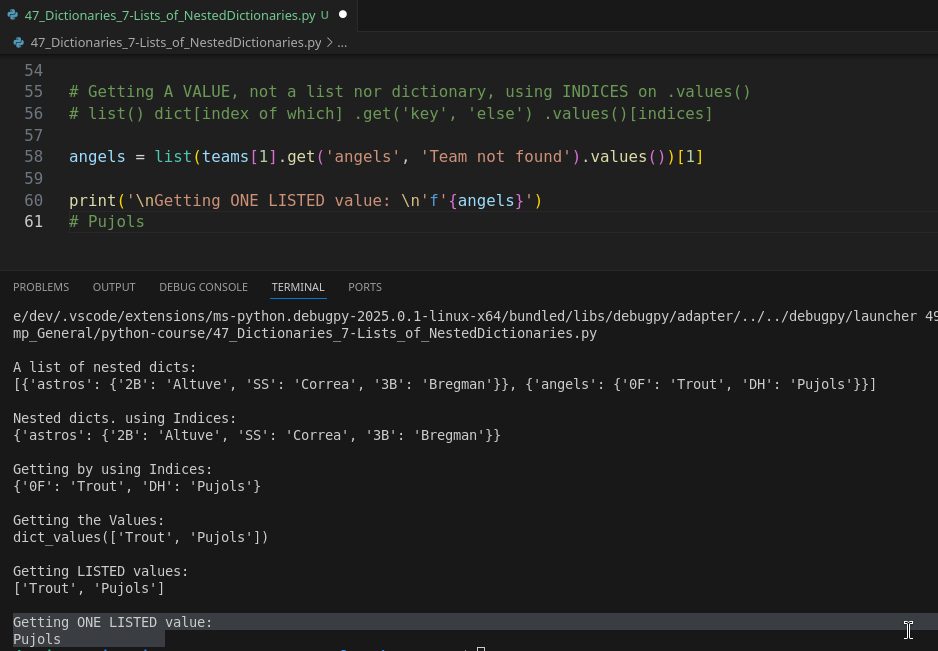 47_Dictionaries_7-Lists_of_NestedDictionaries.py U
47_Dictionaries_7-Lists_of_NestedDictionaries.py > ...
54
55 # Getting A VALUE, not a list nor dictionary, using INDICES on .values()
56 # list() dict[index of which] .get('key', 'else') .values()[indices]
57
58 angels = list(teams[1].get('angels', 'Team not found').values())[1]
59
60 print('\nGetting ONE LISTED value: \n'f'{angels}')
61 # Pujols
PROBLEMS OUTPUT DEBUG CONSOLE TERMINAL PORTS
e/dev/.vscode/extensions/ms-python.debugpy-2025.0.1-linux-x64/bundled/libs/debugpy/adapter/../../debugpy/launcher 49
mp_General/python-course/47_Dictionaries_7-Lists_of_NestedDictionaries.py
A list of nested dicts:
[{'astros': {'2B': 'Altuve', 'SS': 'Correa', '3B': 'Bregman'}}, {'angels': {'0F': 'Trout', 'DH': 'Pujols'}}]
Nested dicts. using Indices:
{'astros': {'2B': 'Altuve', 'SS': 'Correa', '3B': 'Bregman'}}
Getting by using Indices:
{'0F': 'Trout', 'DH': 'Pujols'}
Getting the Values:
dict_values(['Trout', 'Pujols'])
Getting LISTED values:
['Trout', 'Pujols']
Getting ONE LISTED value:
Pujols